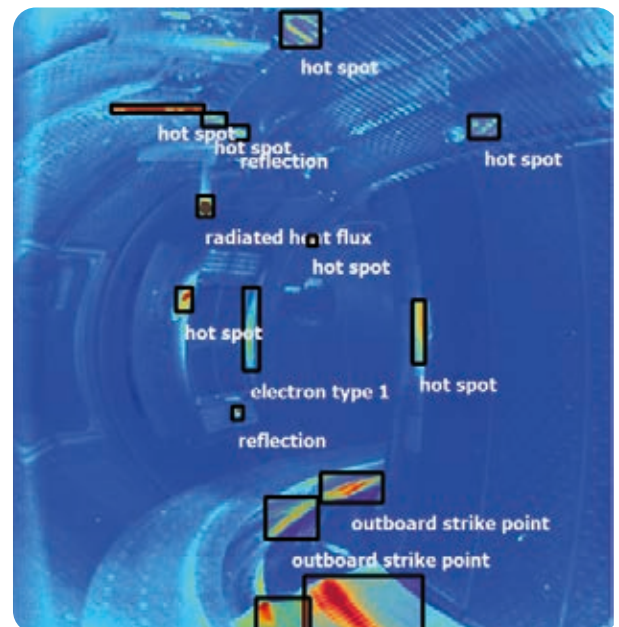 hot spot
hot spot
hot spot
reflection
hot spot
radiated heat flux
hot spot
hot spot
electron type 1
hot spot
reflection
outboard strike point
outboard strike point